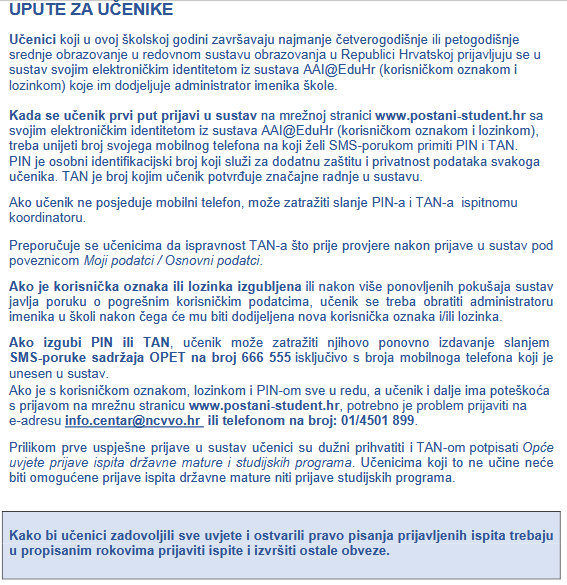 UPUTE ZA UČENIKE
Učenici koji u ovoj školskoj godini završavaju najmanje četverogodišnje ili petogodišnje
srednje obrazovanje u redovnom sustavu obrazovanja u Republici Hrvatskoj prijavljuju se u
sustav svojim elektroničkim identitetom iz sustava AAI@EduHr (korisničkom oznakom i
lozinkom) koje im dodjeljuje administrator imenika škole.
Kada se učenik prvi put prijavi u sustav na mrežnoj stranici www.postani-student.hr sa
svojim elektroničkim identitetom iz sustava AAI@EduHr (korisničkom oznakom i lozinkom),
treba unijeti broj svojega mobilnog telefona na koji želi SMS-porukom primiti PIN i TAN.
PIN je osobni identifikacijski broj koji služi za dodatnu zaštitu i privatnost podataka svakoga
učenika. TAN je broj kojim učenik potvrđuje značajne radnje u sustavu.
Ako učenik ne posjeduje mobilni telefon, može zatražiti slanje PIN-a i TAN-a ispitnomu
koordinatoru.
Preporučuje se učenicima da ispravnost TAN-a što prije provjere nakon prijave u sustav pod
poveznicom Moji podatci / Osnovni podatci.
Ako je korisnička oznaka ili lozinka izgubljena ili nakon više ponovljenih pokušaja sustav
javlja poruku o pogrešnim korisničkim podatcima, učenik se treba obratiti administratoru
imenika u školi nakon čega će mu biti dodijeljena nova korisnička oznaka i/ili lozinka.
Ako izgubi PIN ili TAN, učenik može zatražiti njihovo ponovno izdavanje slanjem
SMS-poruke sadržaja OPET na broj 666 555 isključivo s broja mobilnoga telefona koji je
unesen u sustav.
Ako je s korisničkom oznakom, lozinkom i PIN-om sve u redu, a učenik i dalje ima poteškoća
s prijavom na mrežnu stranicu www.postani-student.hr, potrebno je problem prijaviti na
e-adresu info.centar@ncvvo.hr ili telefonom na broj: 01/4501 899.
Prilikom prve uspješne prijave u sustav učenici su dužni prihvatiti i TAN-om potpisati Opće
uvjete prijave ispita državne mature i studijskih programa. Učenicima koji to ne učine neće
biti omogućene prijave ispita državne mature niti prijave studijskih programa.
Kako bi učenici zadovoljili sve uvjete i ostvarili pravo pisanja prijavljenih ispita trebaju
u propisanim rokovima prijaviti ispite i izvršiti ostale obveze.